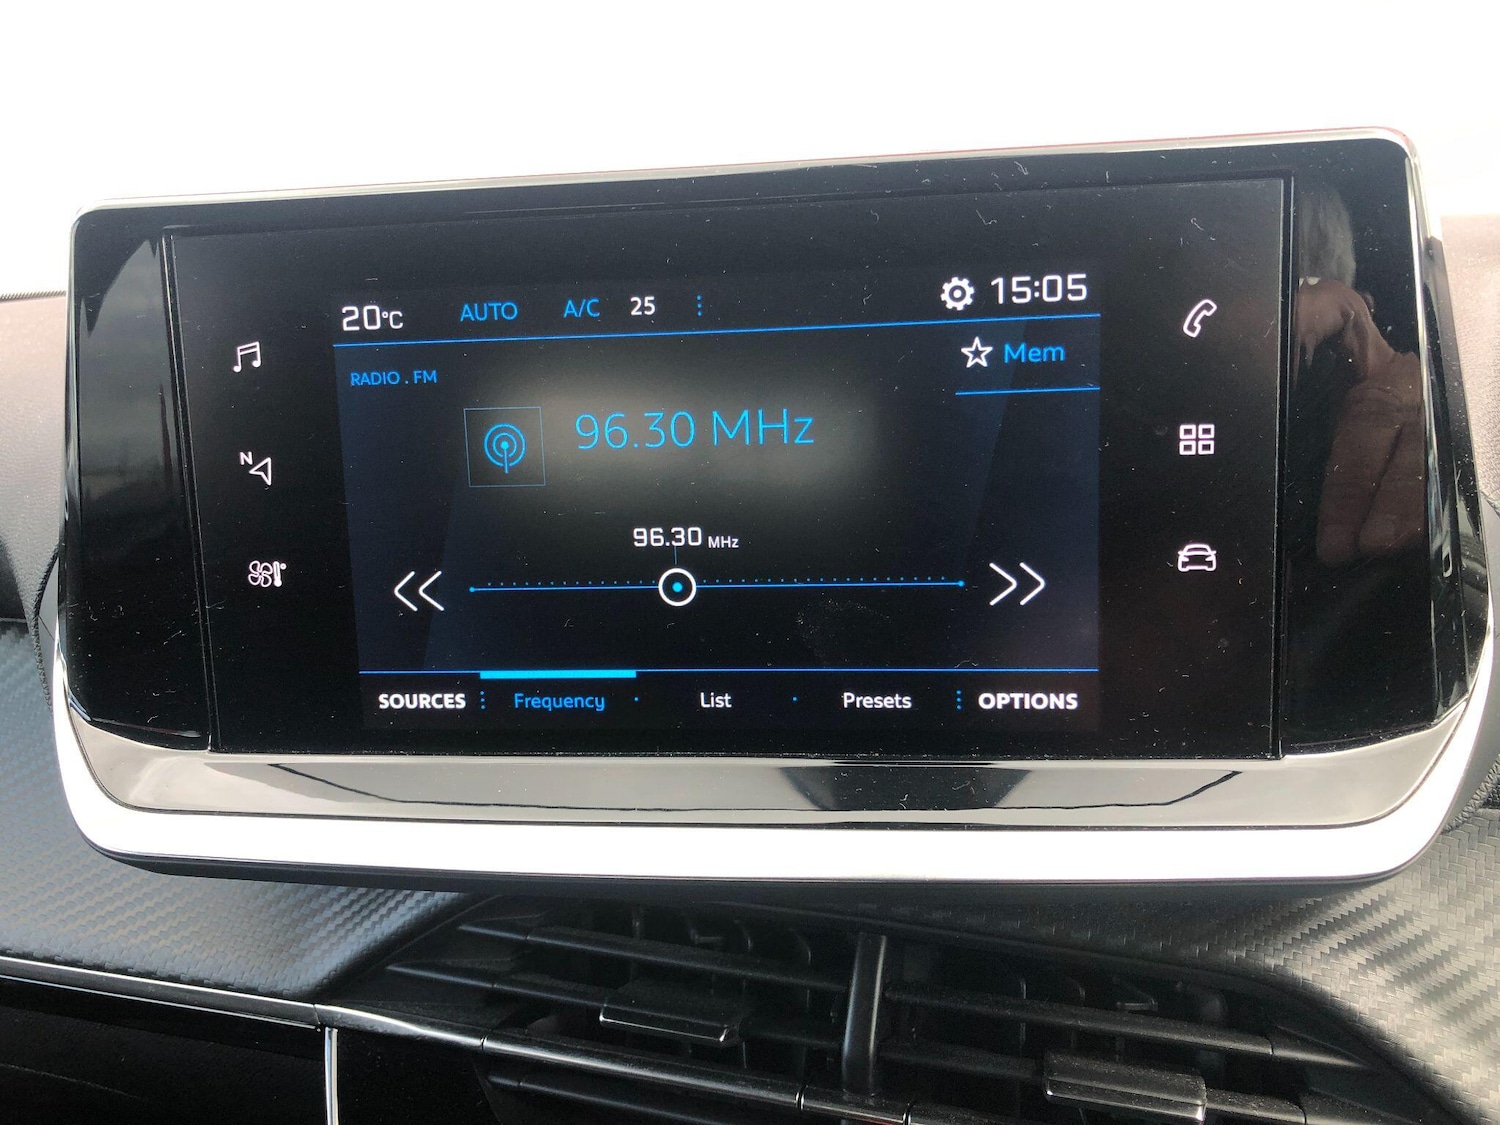 20°C AUTO A/C 25 15:05
Mem
RADIO . FM
96.30 MHz
N
96.30 MHz
SOURCES Frequency List Presets OPTIONS